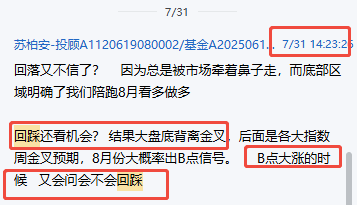 7/31
苏柏安-投顾A1120619080002/基金A2025061... 7/31 14:23:26
回落又不信了？ 因为总是被市场牵着鼻子走，而底部区
域明确了我们陪跑8月看多做多
回踩还看机会？ 结果大盘底背离金叉，后面是各大指数
周金叉预期，8月份大概率出B点信号。 B点大涨的时
候 又会问会不会回踩